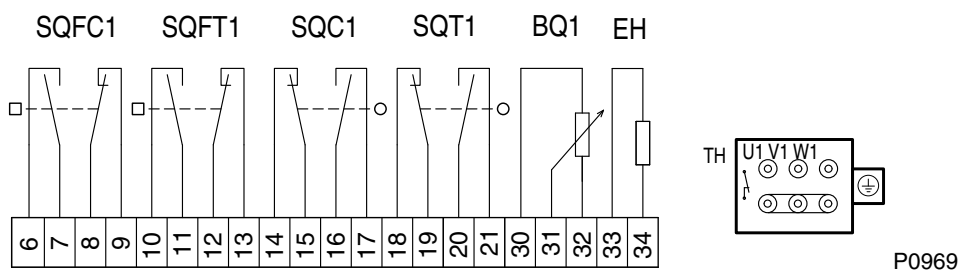 SQFC1 SQFT1 SQC1 SQT1 BQ1 EH
TH U1 V1 W1
6 7 8 9 10 11 12 13 14 15 16 17 18 19 20 21 30 31 32 33 34
P0969